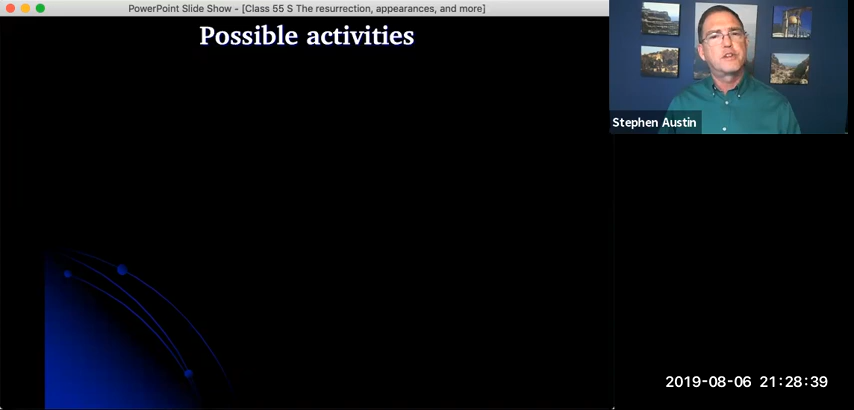 PowerPoint Slide Show - [Class 55 S The resurrection, appearances, and more]
Possible activities
Stephen Austin
2019-08-06 21:28:39